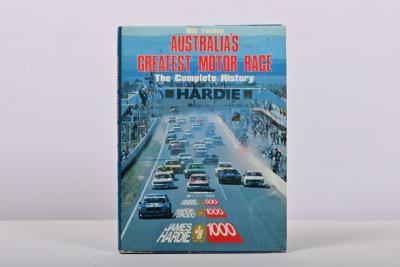 Bill Tuckey
AUSTRALIA'S
GREATEST MOTOR RACE
The Complete History
HARDIE
500
1000
JAMES
HARDIE
1000